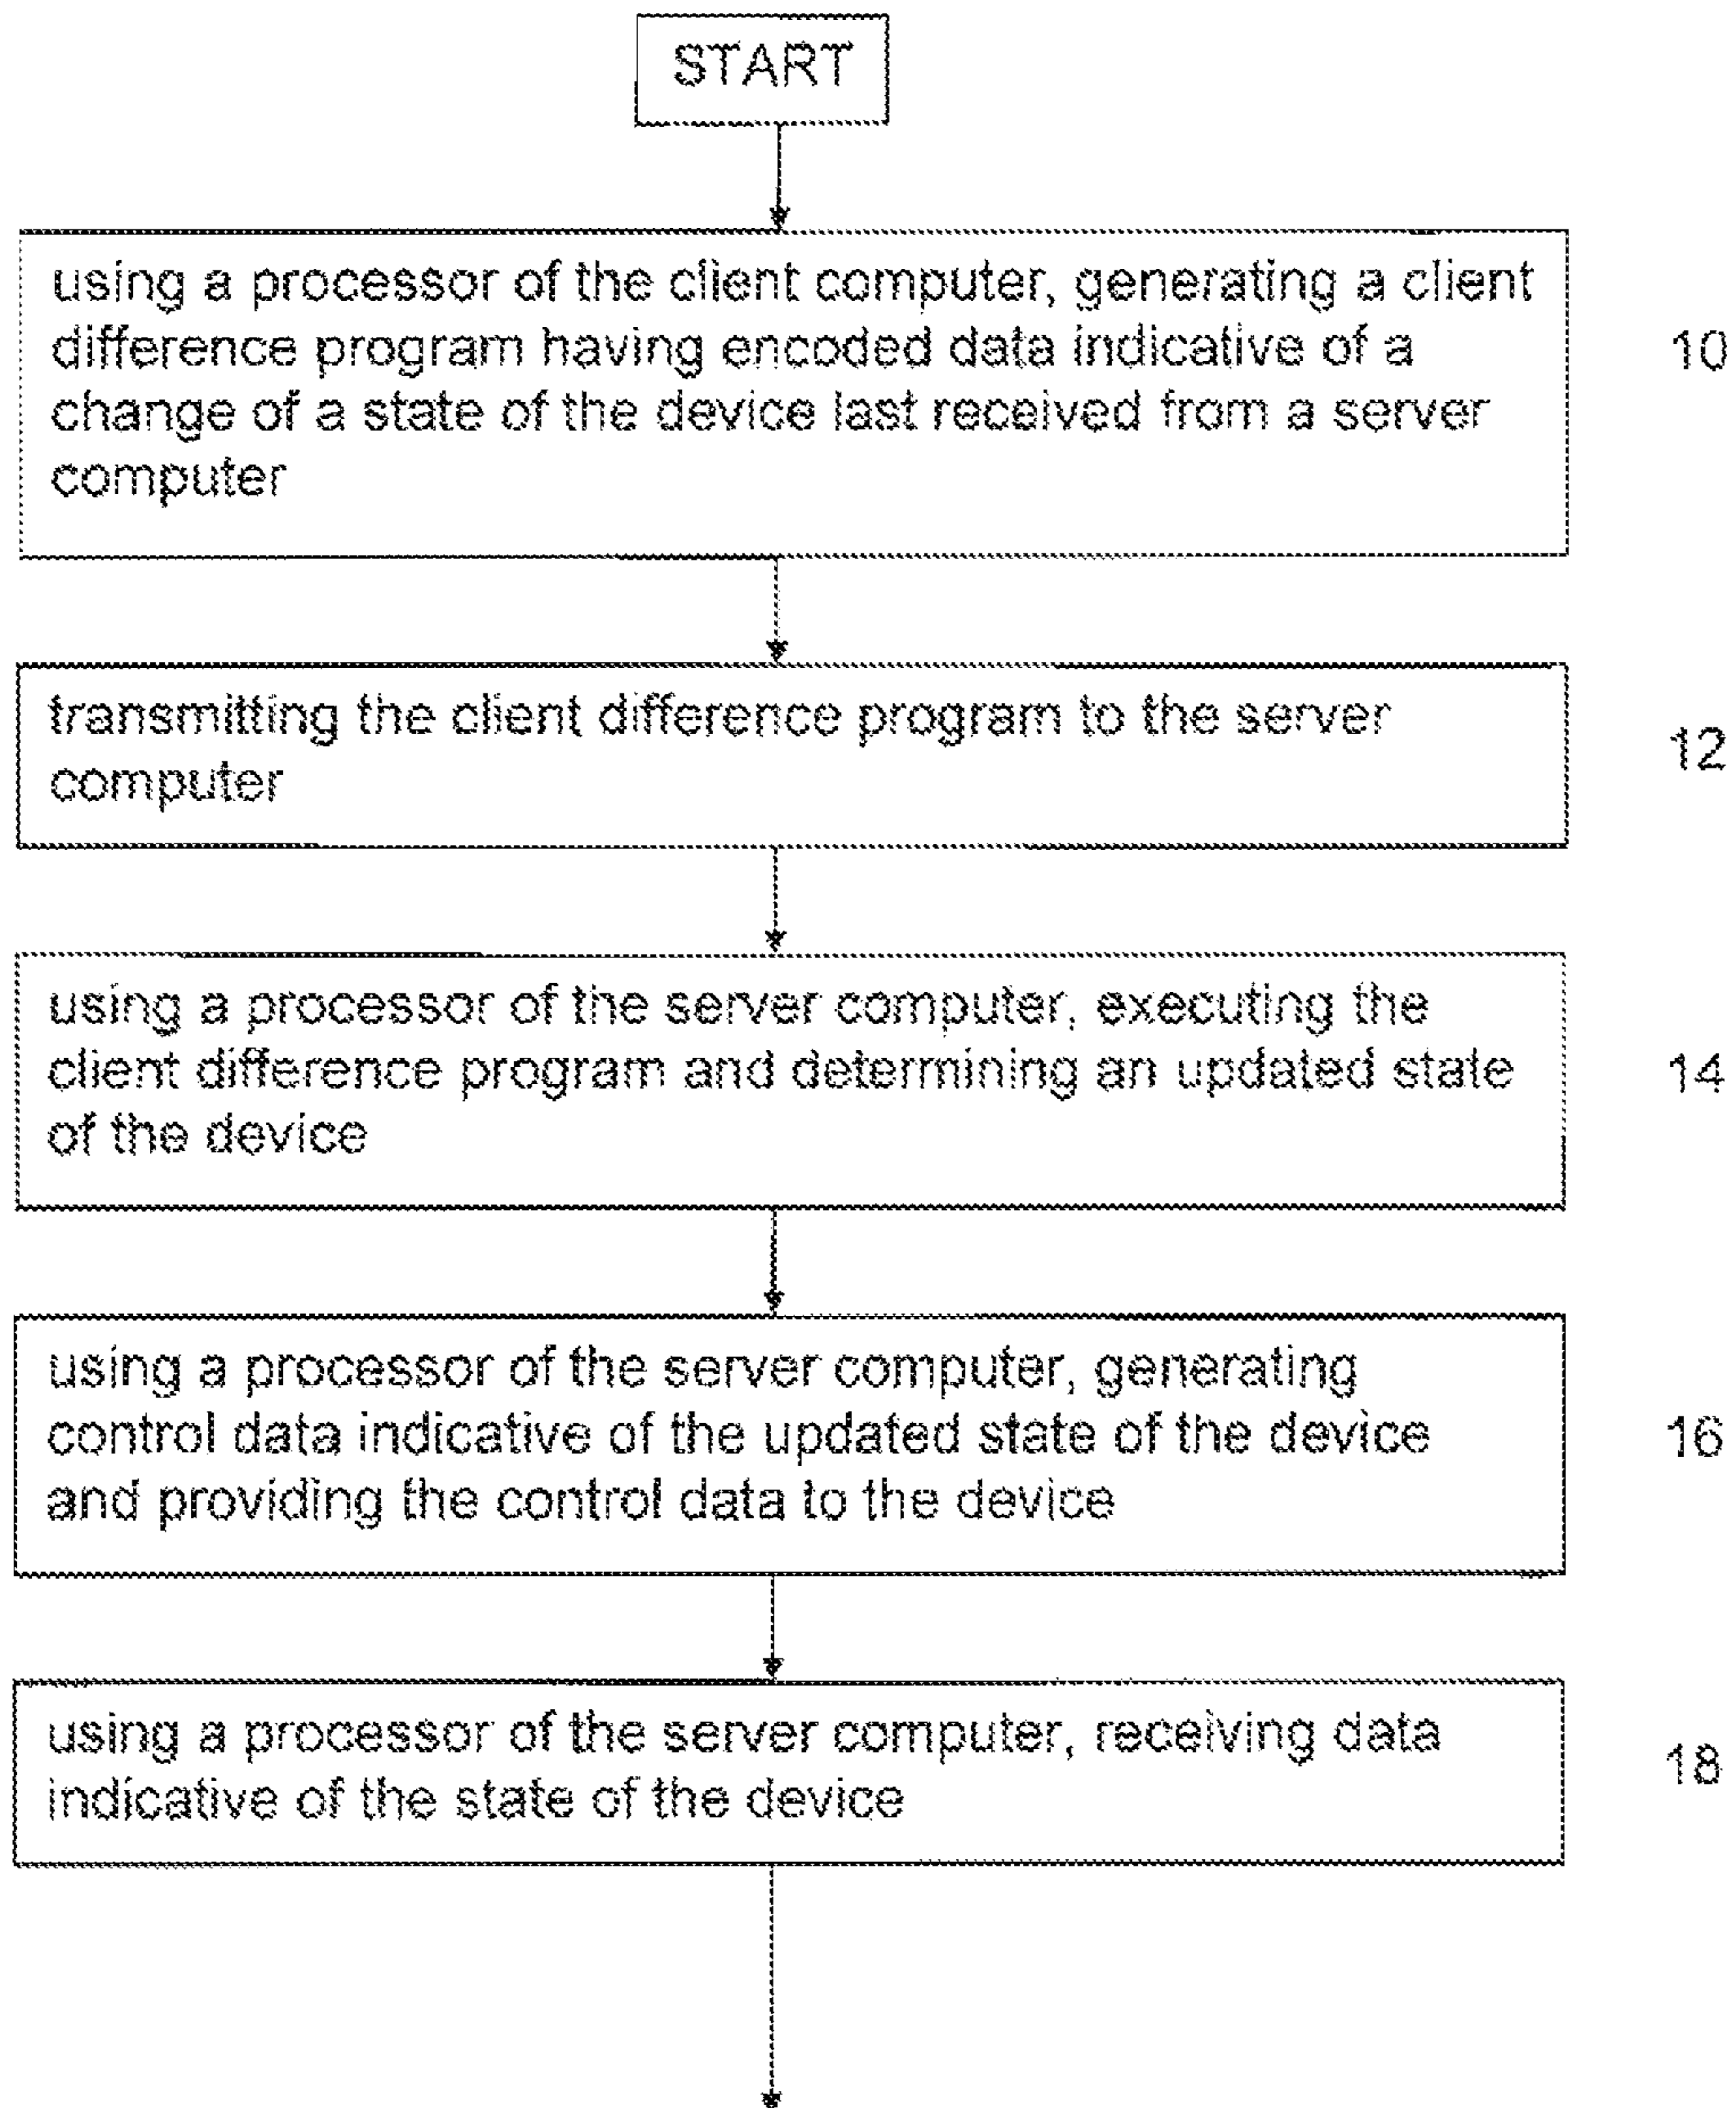 START
using a processor of the client computer, generating a client
difference program having encoded data indicative of a
change of a state of the device last received from a server
computer
10
transmitting the client difference program to the server
computer
12
using a processor of the server computer, executing the
client difference program and determining an updated state
of the device
14
using a processor of the server computer, generating
control data indicative of the updated state of the device
and providing the control data to the device
16
using a processor of the server computer, receiving data
indicative of the state of the device
18